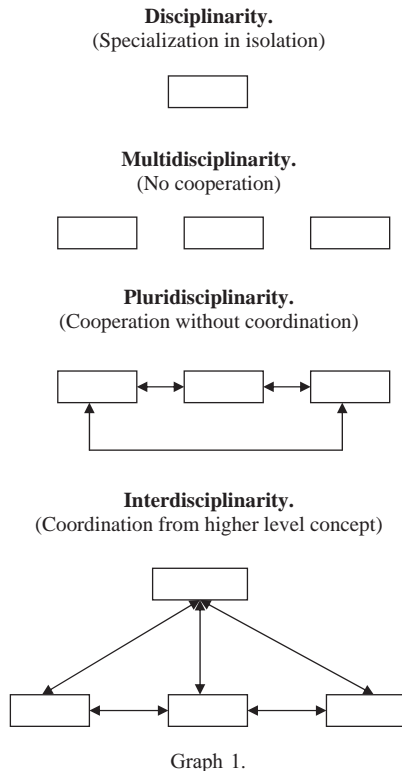 Disciplinarity.
(Specialization in isolation)
Multidisciplinarity.
(No cooperation)
Pluridisciplinarity.
(Cooperation without coordination)
Interdisciplinarity.
(Coordination from higher level concept)
Graph 1.